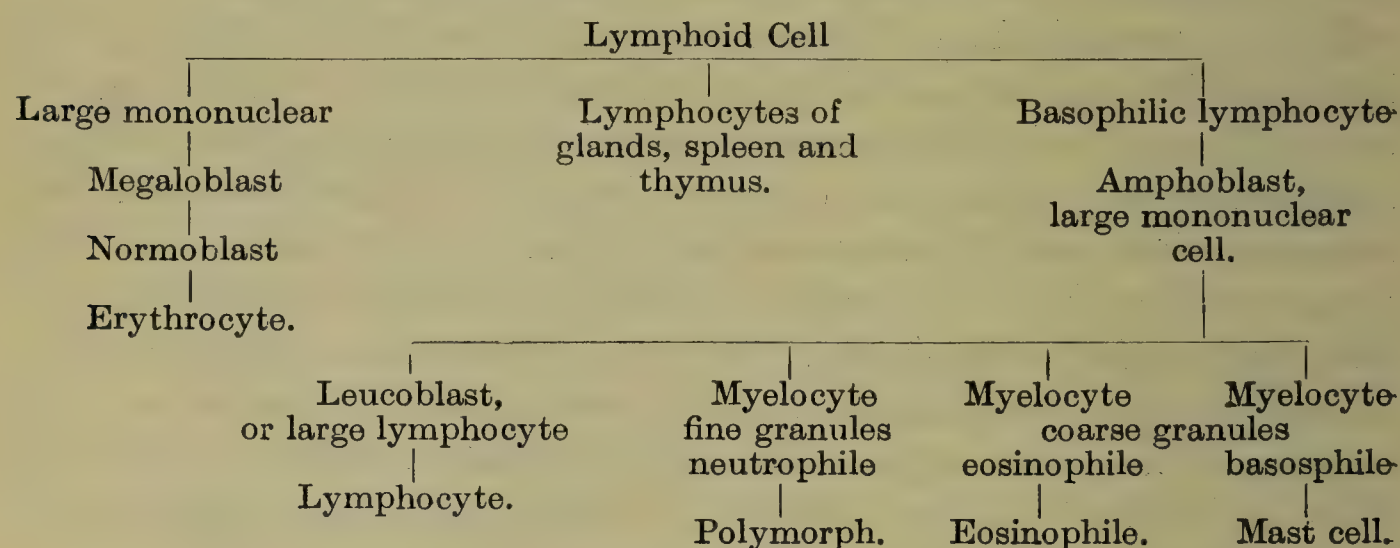 Lymphoid Cell
Large mononuclear
Megaloblast
Normoblast
Erythrocyte.
Lymphocytes of
glands, spleen and
thymus.
Basophilic lymphocyte
Amphoblast,
large mononuclear
cell.
Leucoblast,
or large lymphocyte
Lymphocyte.
Myelocyte
fine granules
neutrophile
Polymorph.
Myelocyte Myelocyte
coarse granules
eosinophile basosphile
Eosinophile. Mast cell.